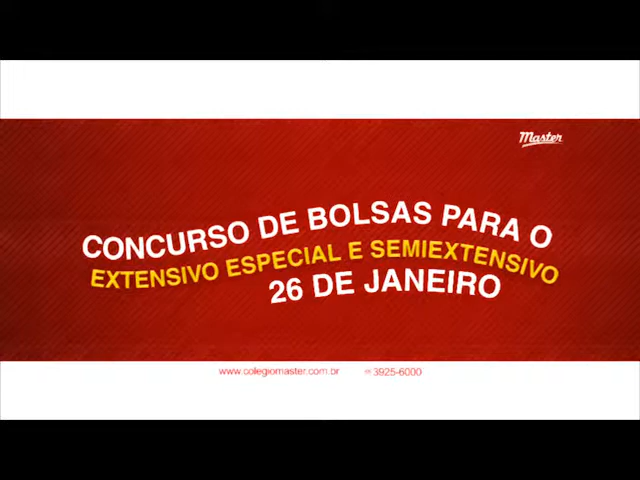 Master
CONCURSO DE BOLSAS PARA O
EXTENSIVO ESPECIAL E SEMIEXTENSIVO
26 DE JANEIRO
www.colegiomaster.com.br 3925-6000